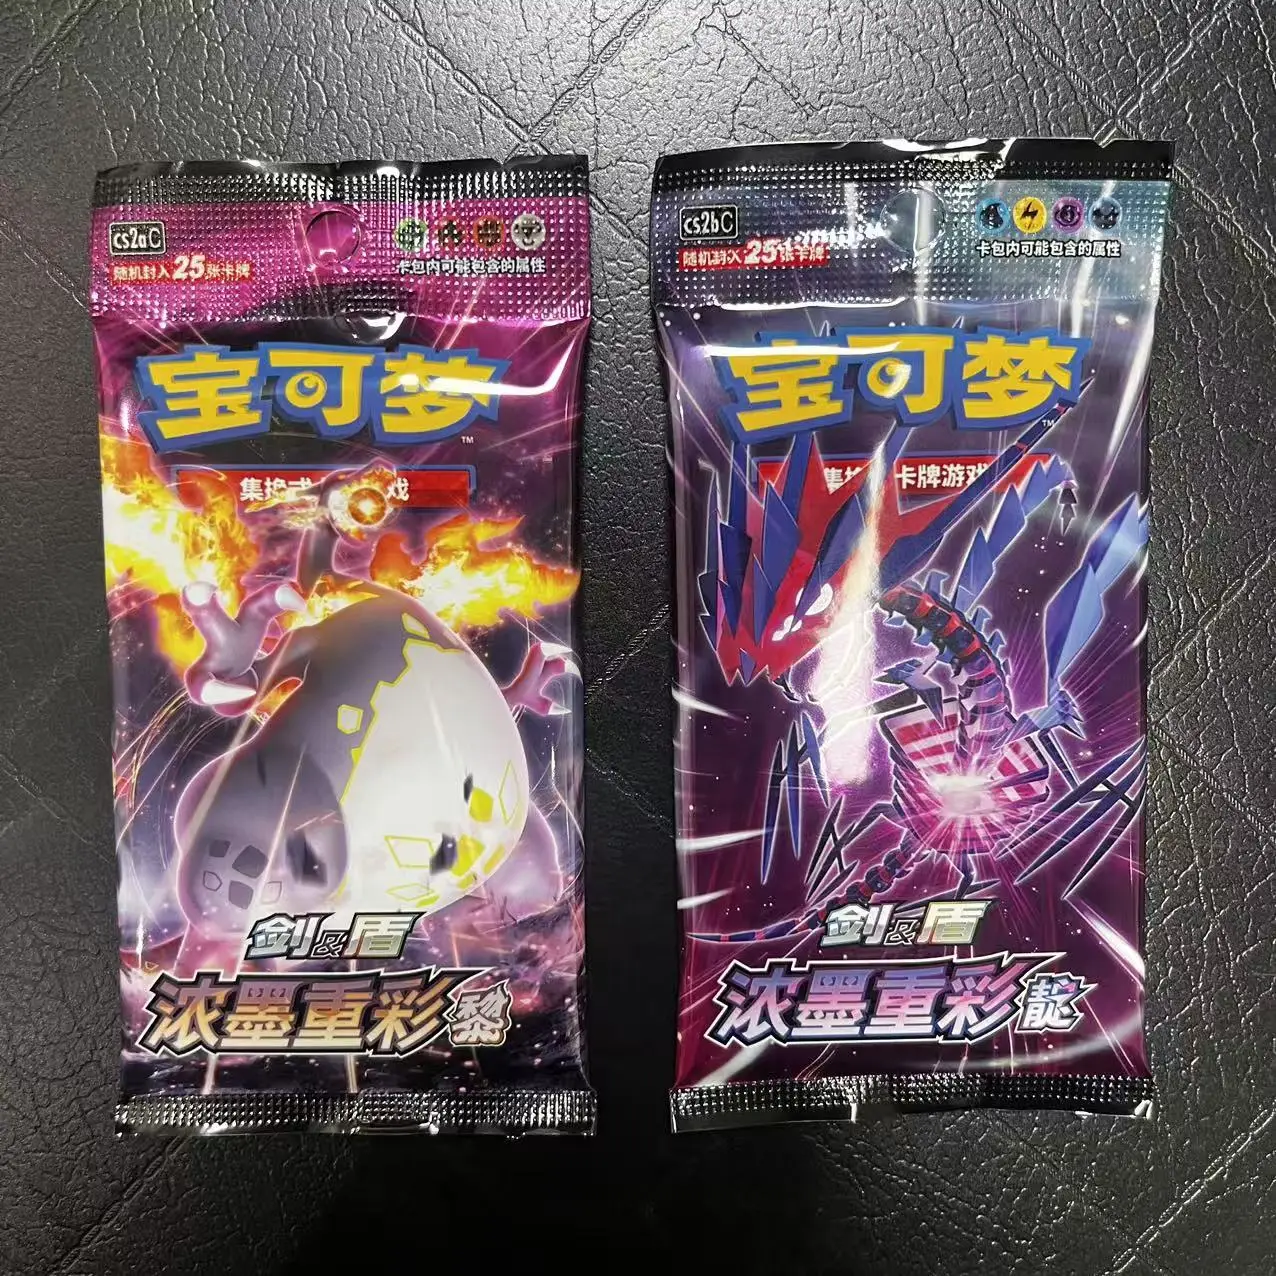 cs2aC
随机封入25张卡牌
卡包内可能包含的属性
宝可梦
TM
集换式 戏
剑&盾
浓墨重彩 黎
cs2bC
随机封入25张卡牌
卡包内可能包含的属性
宝可梦
TM
集换 卡牌游戏
剑&盾
浓墨重彩 靛